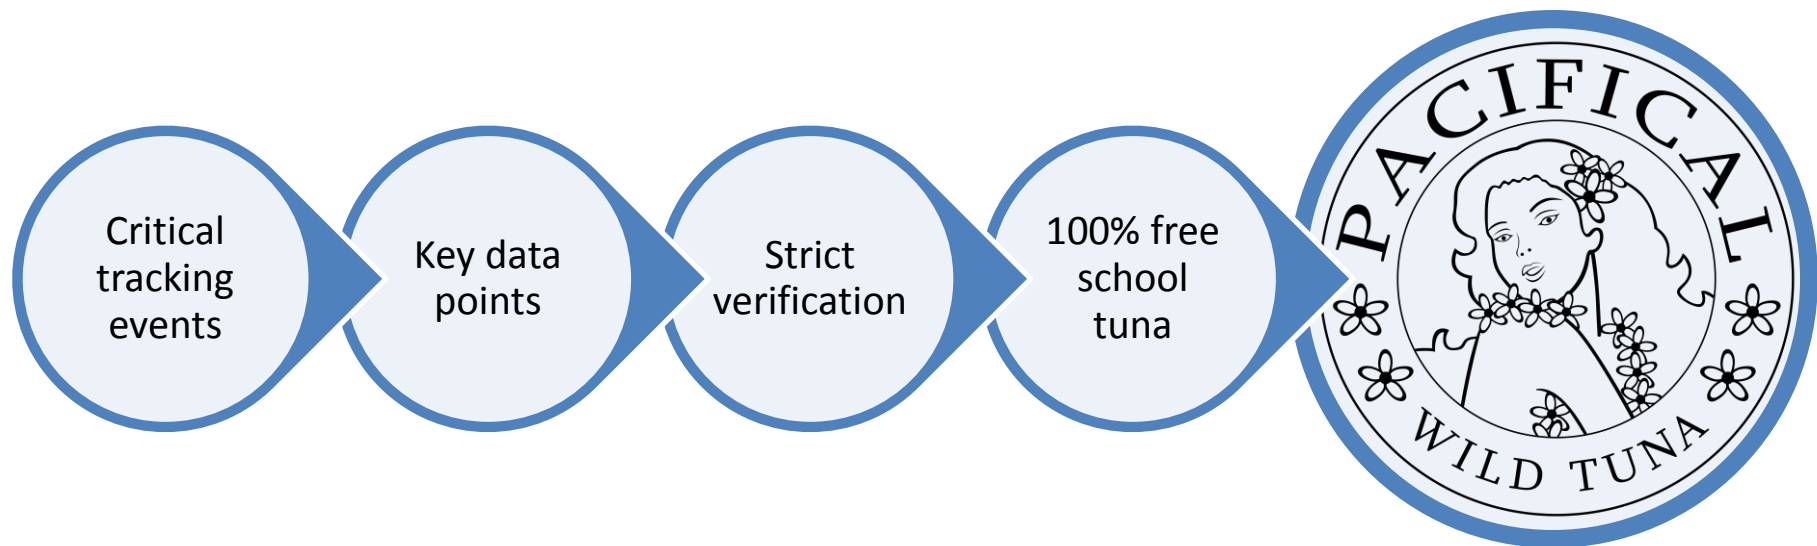 Critical
tracking
events
Key data
points
Strict
verification
100% free
school
tuna
PACIFICAL
WILD TUNA